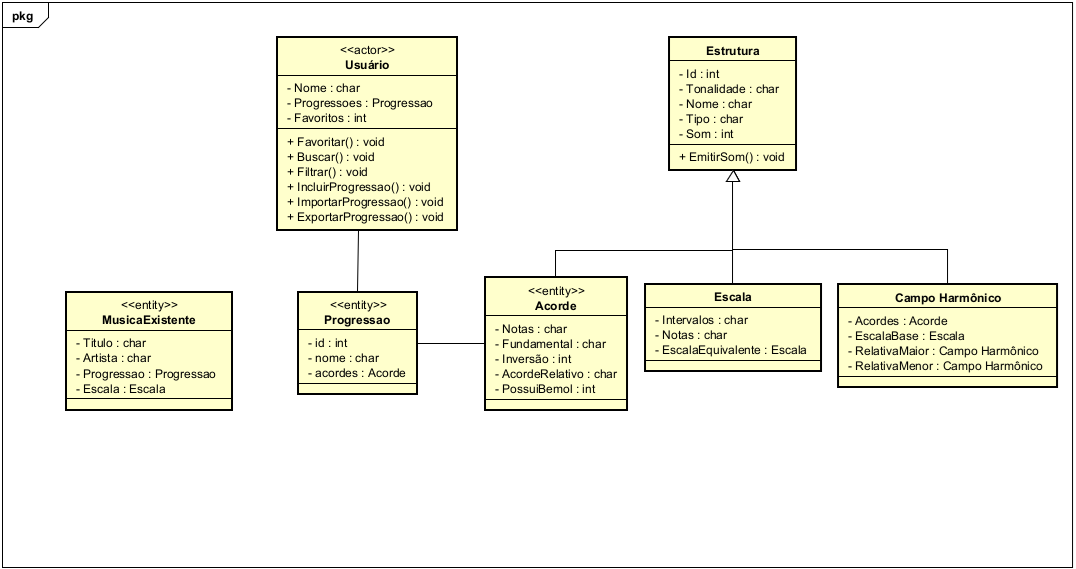 pkg
<<actor>>
Usuário
- Nome : char
- Progressoes : Progressao
- Favoritos : int
+ Favoritar() : void
+ Buscar() : void
+ Filtrar() : void
+ IncluirProgressao() : void
+ ImportarProgressao() : void
+ ExportarProgressao() : void
Estrutura
- Id : int
- Tonalidade : char
- Nome : char
- Tipo : char
- Som : int
+ EmitirSom() : void
<<entity>>
MusicaExistente
- Titulo : char
- Artista : char
- Progressao : Progressao
- Escala : Escala
<<entity>>
Progressao
- id : int
- nome : char
- acordes : Acorde
<<entity>>
Acorde
- Notas : char
- Fundamental : char
- Inversão : int
- AcordeRelativo : char
- PossuiBemol : int
Escala
- Intervalos : char
- Notas : char
- EscalaEquivalente : Escala
Campo Harmônico
- Acordes : Acorde
- EscalaBase : Escala
- RelativaMaior : Campo Harmônico
- RelativaMenor : Campo Harmônico